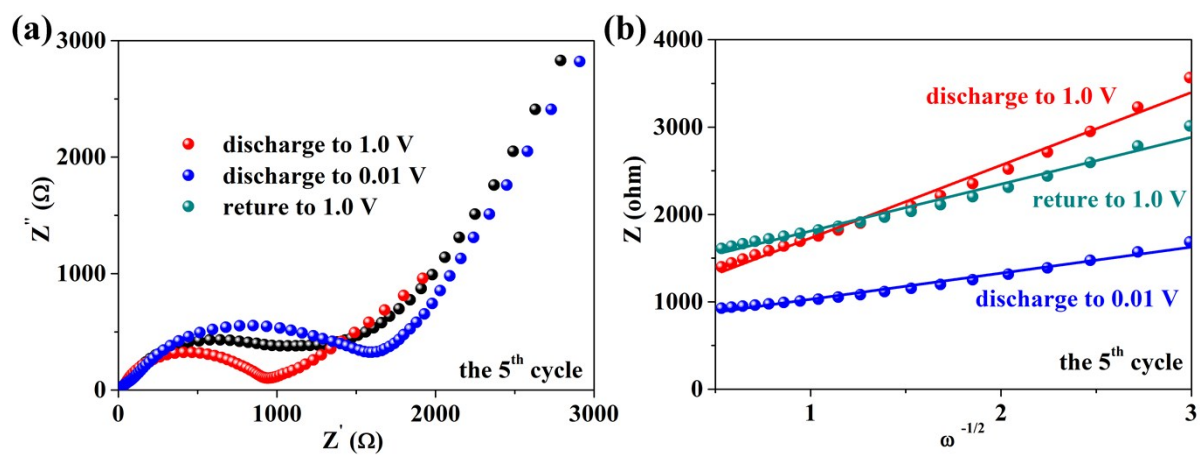 (a)
3000
2000
1000
0
Z'' (Ω)
discharge to 1.0 V
discharge to 0.01 V
reture to 1.0 V
the 5th cycle
0 1000 2000 3000
Z' (Ω)
(b)
4000
3000
2000
1000
0
Z (ohm)
discharge to 1.0 V
returе to 1.0 V
discharge to 0.01 V
the 5th cycle
1 2 3
ω -1/2